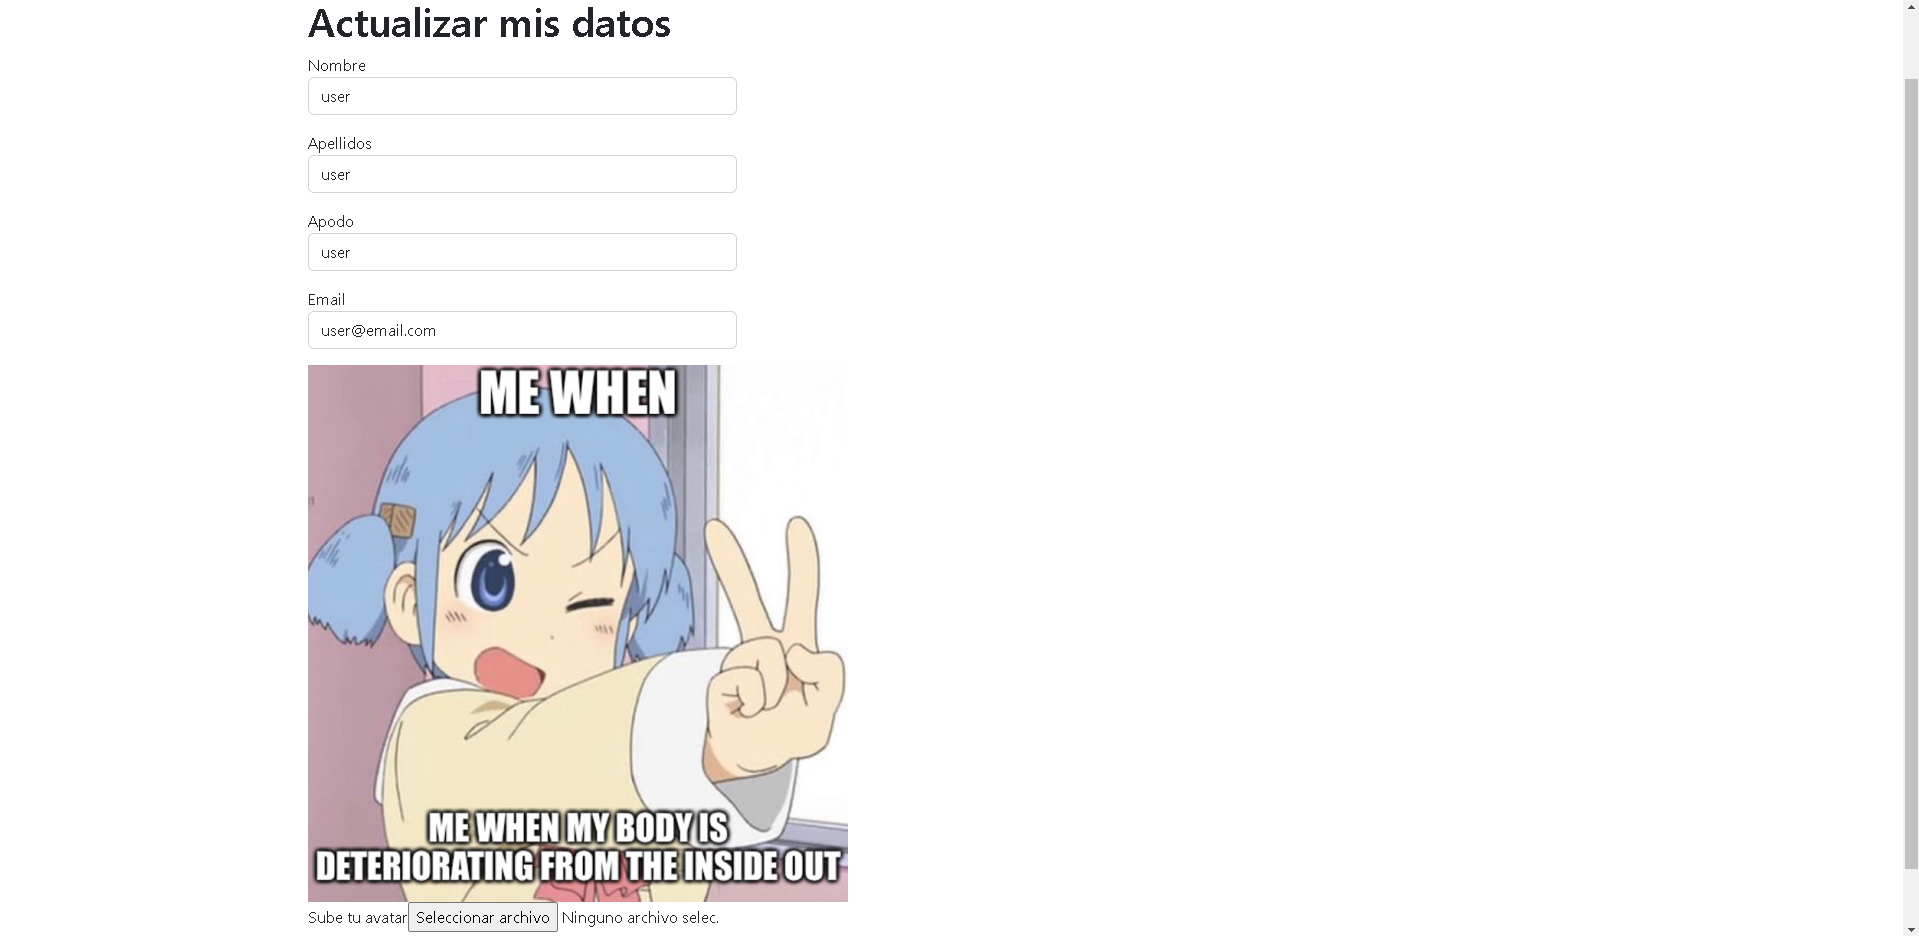 Actualizar mis datos
Nombre
user
Apellidos
user
Apodo
user
Email
user@email.com
ME WHEN
ME WHEN MY BODY IS
DETERIORATING FROM THE INSIDE OUT
Sube tu avatar Seleccionar archivo Ninguno archivo selec.